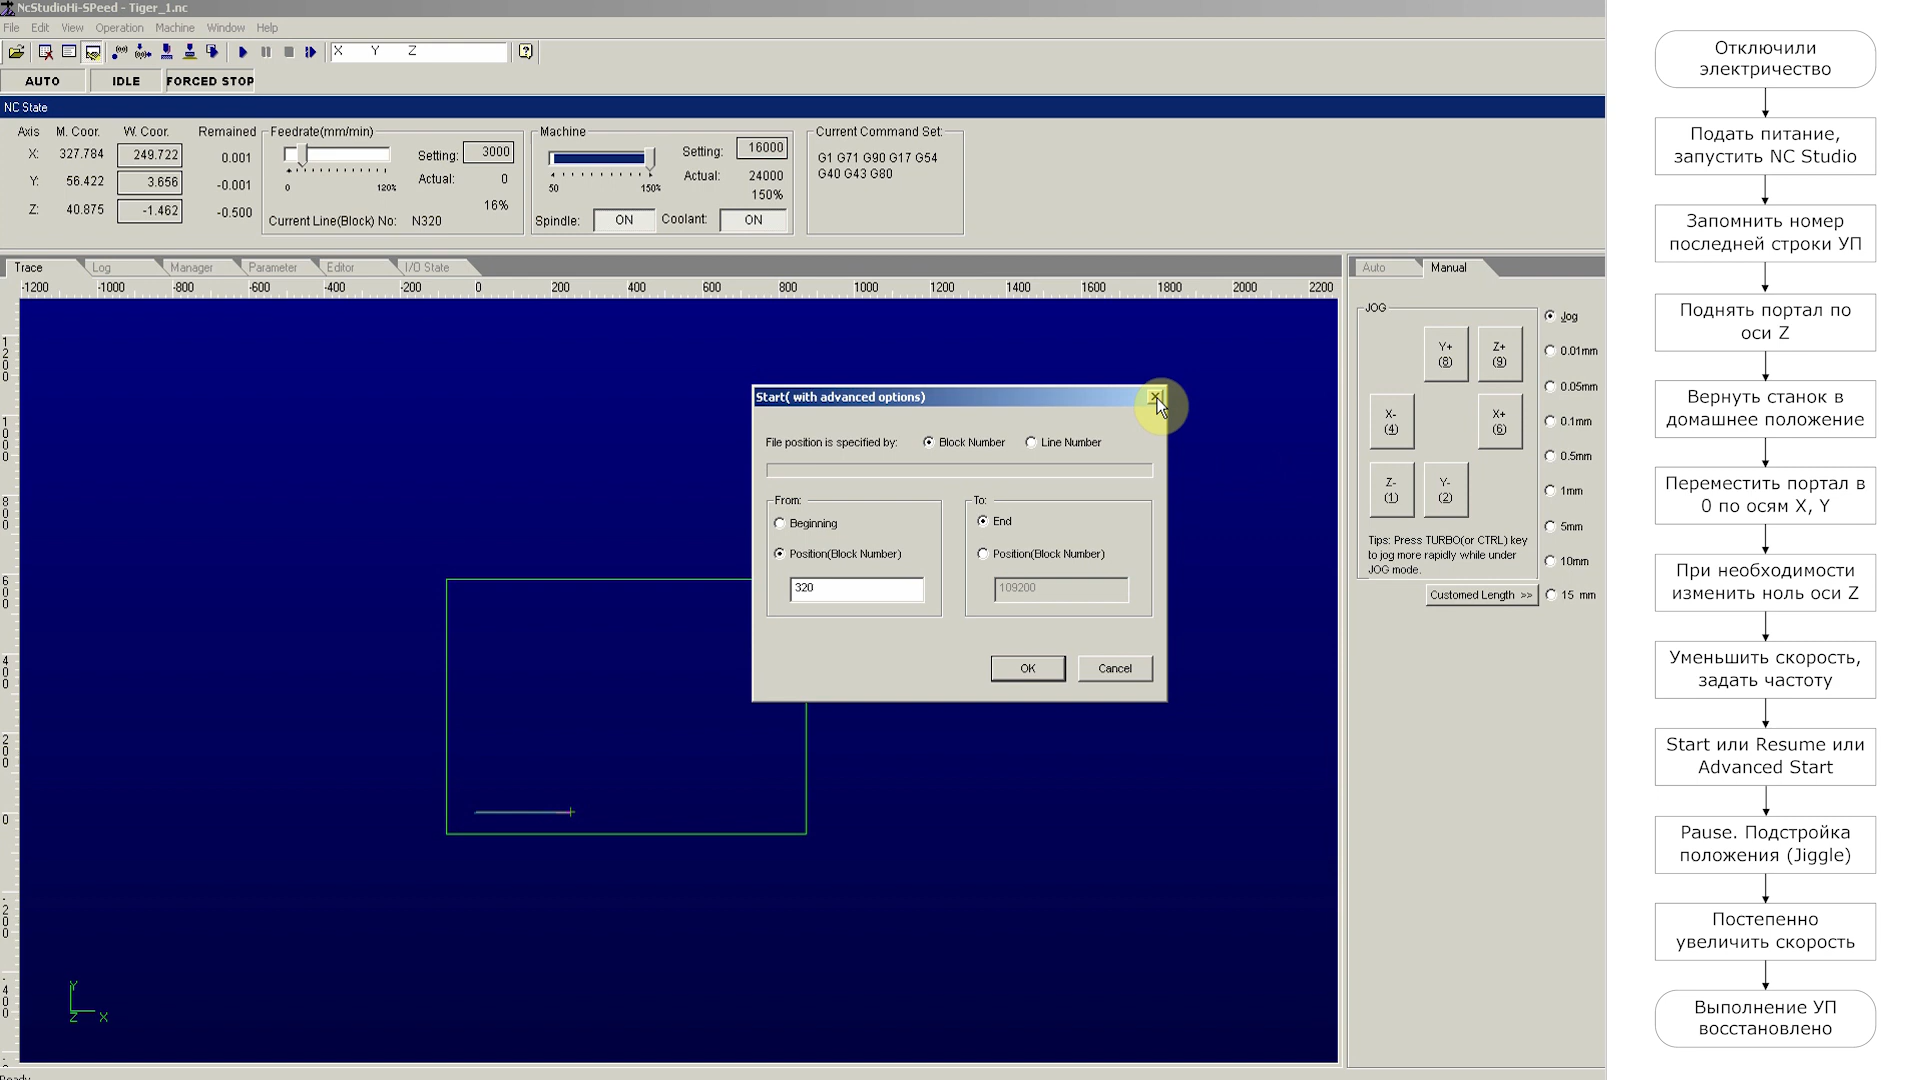 NcStudioHi-SPeed - Tiger_1.nc
File Edit View Operation Machine Window Help
X Y Z
AUTO IDLE FORCED STOP
NC State
Axis M. Coor. W. Coor. Remained
X: 327.784 249.722 0.001
Y: 56.422 3.656 -0.001
Z: 40.875 -1.462 -0.500
Feedrate(mm/min)
0 120%
Setting: 3000
Actual: 0
16%
Current Line(Block) No: N320
Machine
50 150%
Setting: 16000
Actual: 24000
150%
Spindle: ON Coolant: ON
Current Command Set:
G1 G71 G90 G17 G54
G40 G43 G80
Trace Log Manager Parameter Editor I/O State
-1200 -1000 -800 -600 -400 -200 0 200 400 600 800 1000 1200 1400 1600 1800 2000 2200
1200
1000
800
600
400
200
0
-200
-400
Y
Z X
Start( with advanced options)
File position is specified by: Block Number Line Number
From:
Beginning
Position(Block Number)
320
To:
End
Position(Block Number)
109200
OK Cancel
Auto Manual
JOG
Y+
(8)
Z+
(9)
X-
(4)
X+
(6)
Z-
(1)
Y-
(2)
Tips: Press TURBO(or CTRL) key
to jog more rapidly while under
JOG mode.
Customed Length >>
Jog
0.01mm
0.05mm
0.1mm
0.5mm
1mm
5mm
10mm
15 mm
Ready
Отключили
электричество
Подать питание,
запустить NC Studio
Запомнить номер
последней строки УП
Поднять портал по
оси Z
Вернуть станок в
домашнее положение
Переместить портал в
0 по осям X, Y
При необходимости
изменить ноль оси Z
Уменьшить скорость,
задать частоту
Start или Resume или
Advanced Start
Pause. Подстройка
положения (Jiggle)
Постепенно
увеличить скорость
Выполнение УП
восстановлено